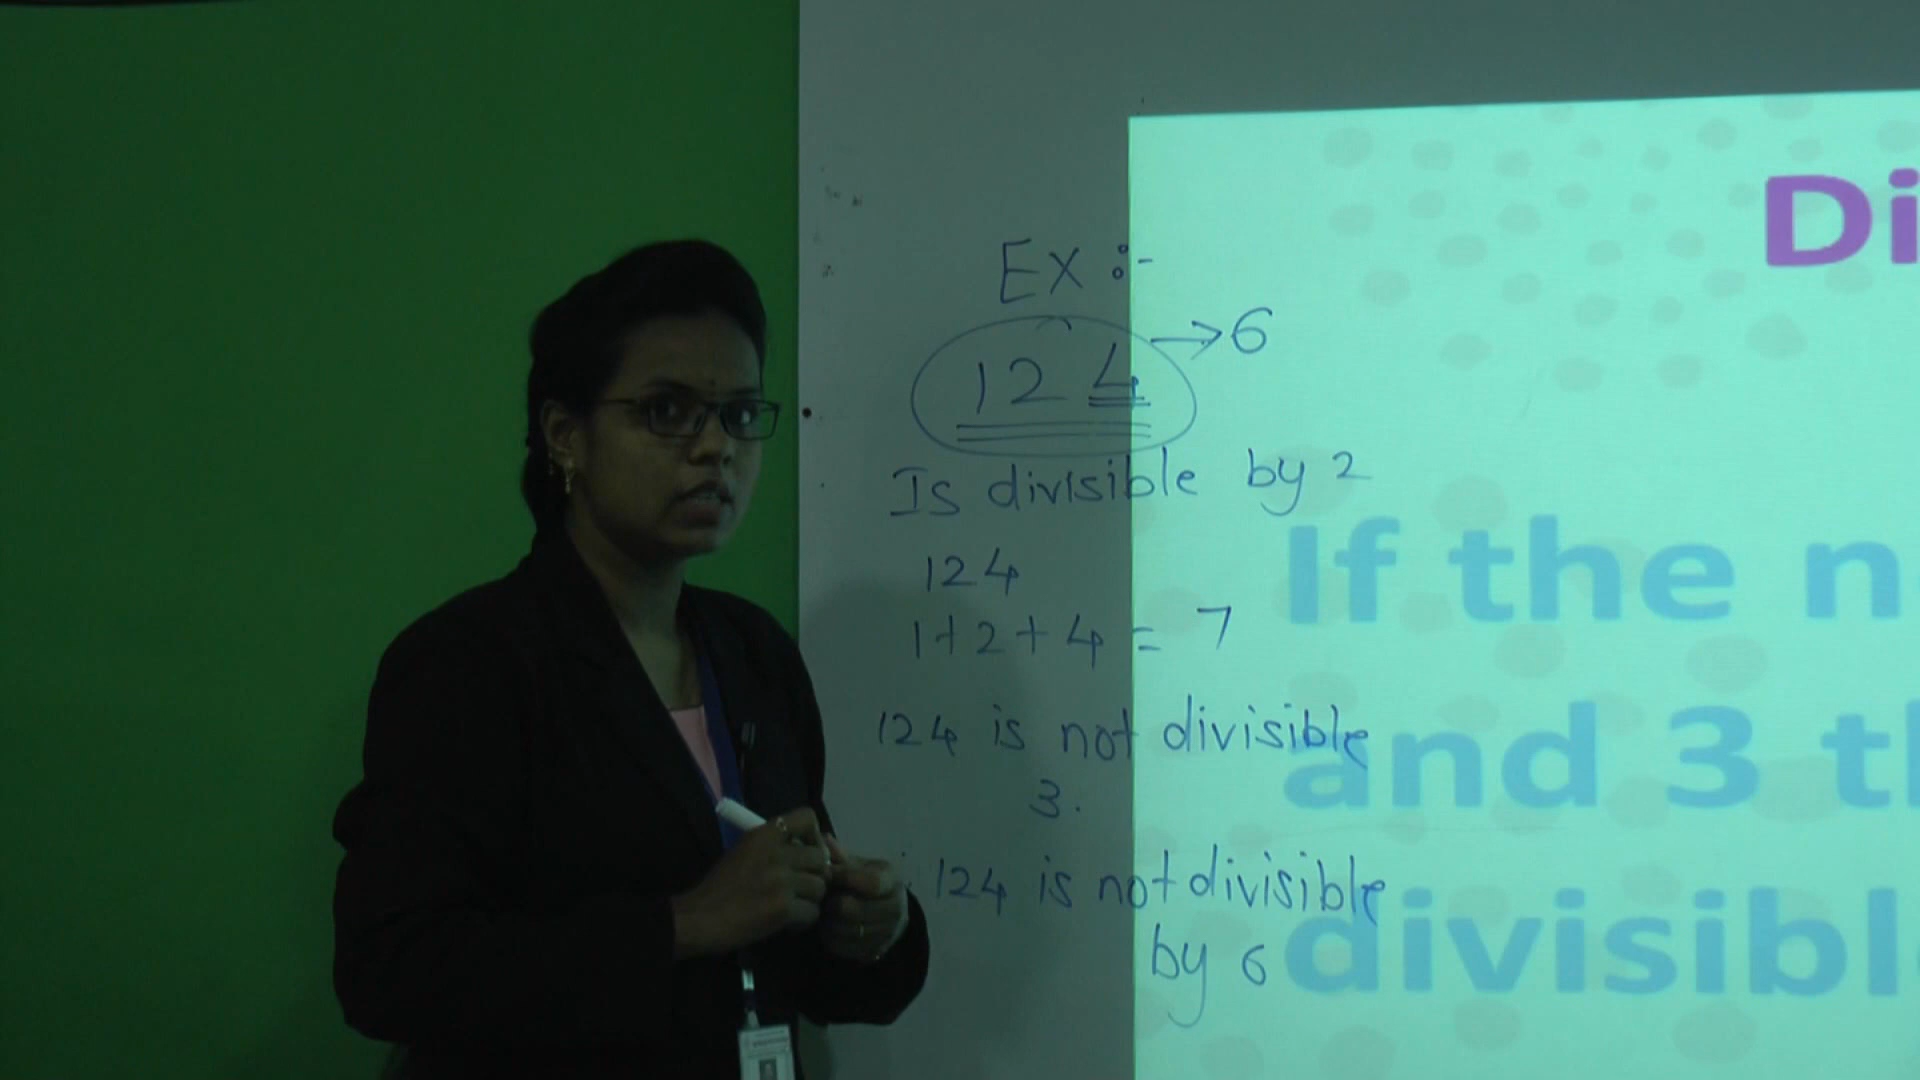 Ex :-
124 → 6
Is divisible by 2
124
1+2+4 = 7
124 is not divisible
3.
124 is not divisible
by 6
Di
If the n
and 3 t
divisibl